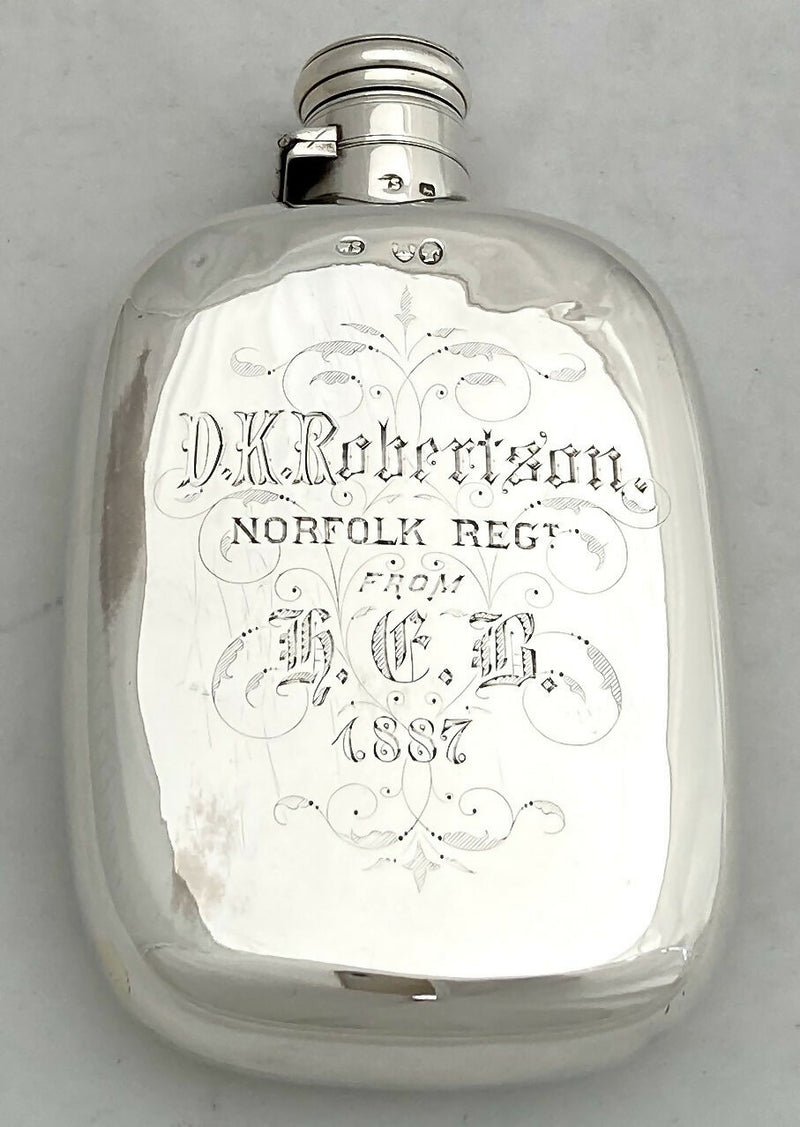 D.K.Robertson.
NORFOLK REGT
FROM
H.E.B.
1887